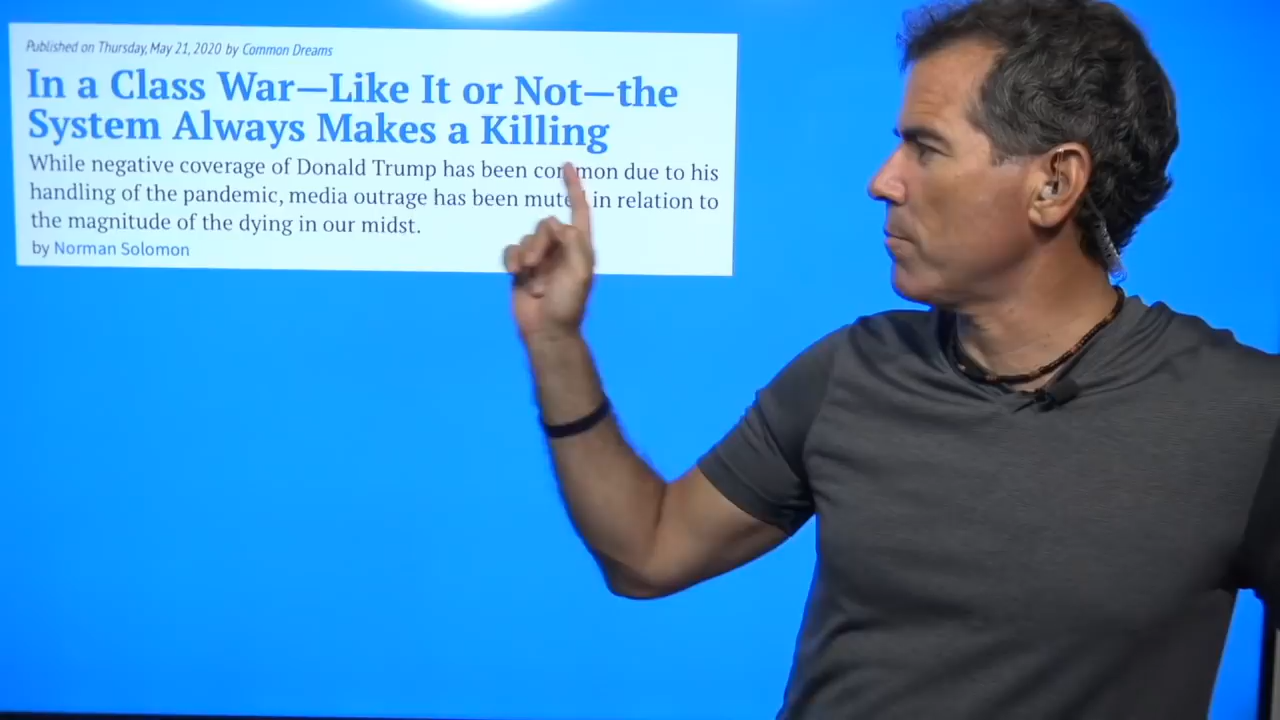 Published on Thursday, May 21, 2020 by Common Dreams
In a Class War—Like It or Not—the
System Always Makes a Killing
While negative coverage of Donald Trump has been common due to his
handling of the pandemic, media outrage has been muted in relation to
the magnitude of the dying in our midst.
by Norman Solomon